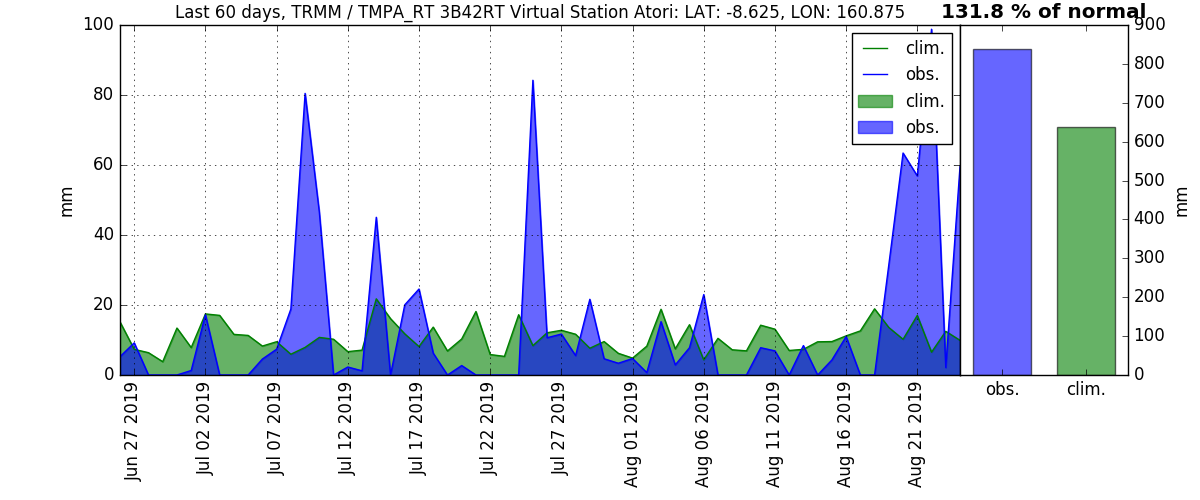 Last 60 days, TRMM / TMPA_RT 3B42RT Virtual Station Atori: LAT: -8.625, LON: 160.875
131.8 % of normal
100
80
60
40
20
0
mm
clim.
obs.
clim.
obs.
Jun 27 2019
Jul 02 2019
Jul 07 2019
Jul 12 2019
Jul 17 2019
Jul 22 2019
Jul 27 2019
Aug 01 2019
Aug 06 2019
Aug 11 2019
Aug 16 2019
Aug 21 2019
900
800
700
600
500
400
300
200
100
0
mm
obs.
clim.